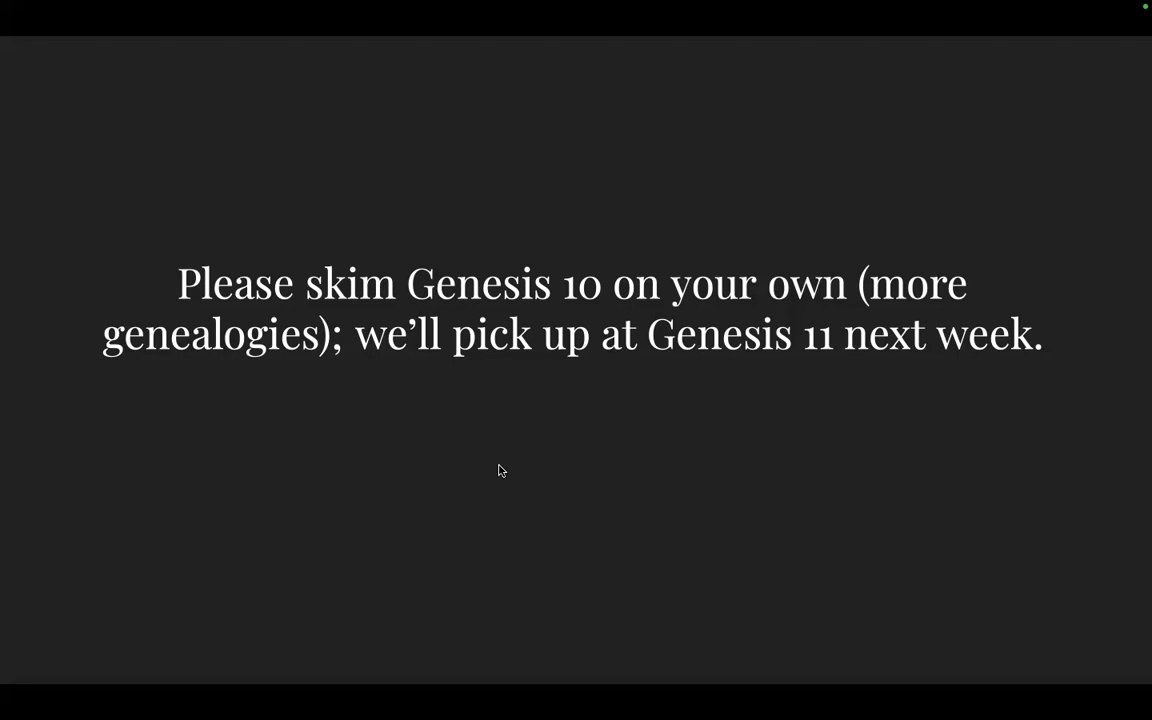 Please skim Genesis 10 on your own (more
genealogies); we’ll pick up at Genesis 11 next week.